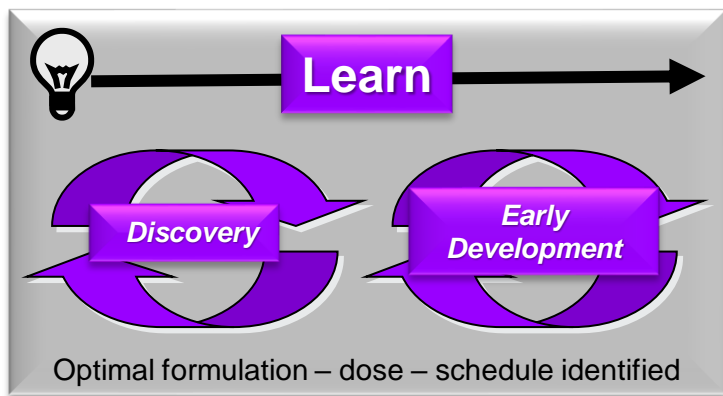 Learn
Discovery
Early
Development
Optimal formulation – dose – schedule identified